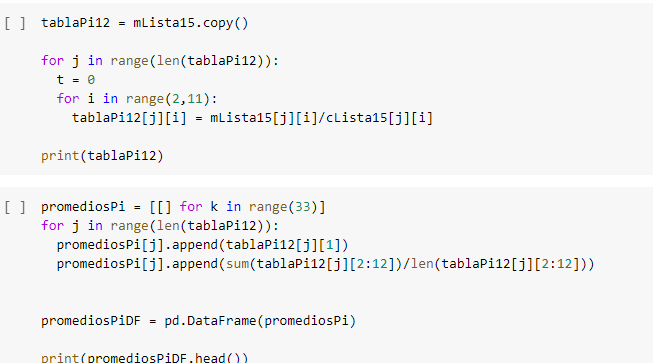 [ ] tablaPi12 = mLista15.copy()
for j in range(len(tablaPi12)):
t = 0
for i in range(2,11):
tablaPi12[j][i] = mLista15[j][i]/cLista15[j][i]
print(tablaPi12)
[ ] promediosPi = [[] for k in range(33)]
for j in range(len(tablaPi12)):
promediosPi[j].append(tablaPi12[j][1])
promediosPi[j].append(sum(tablaPi12[j][2:12])/len(tablaPi12[j][2:12]))
promediosPiDF = pd.DataFrame(promediosPi)
print(promediosPiDF.head())